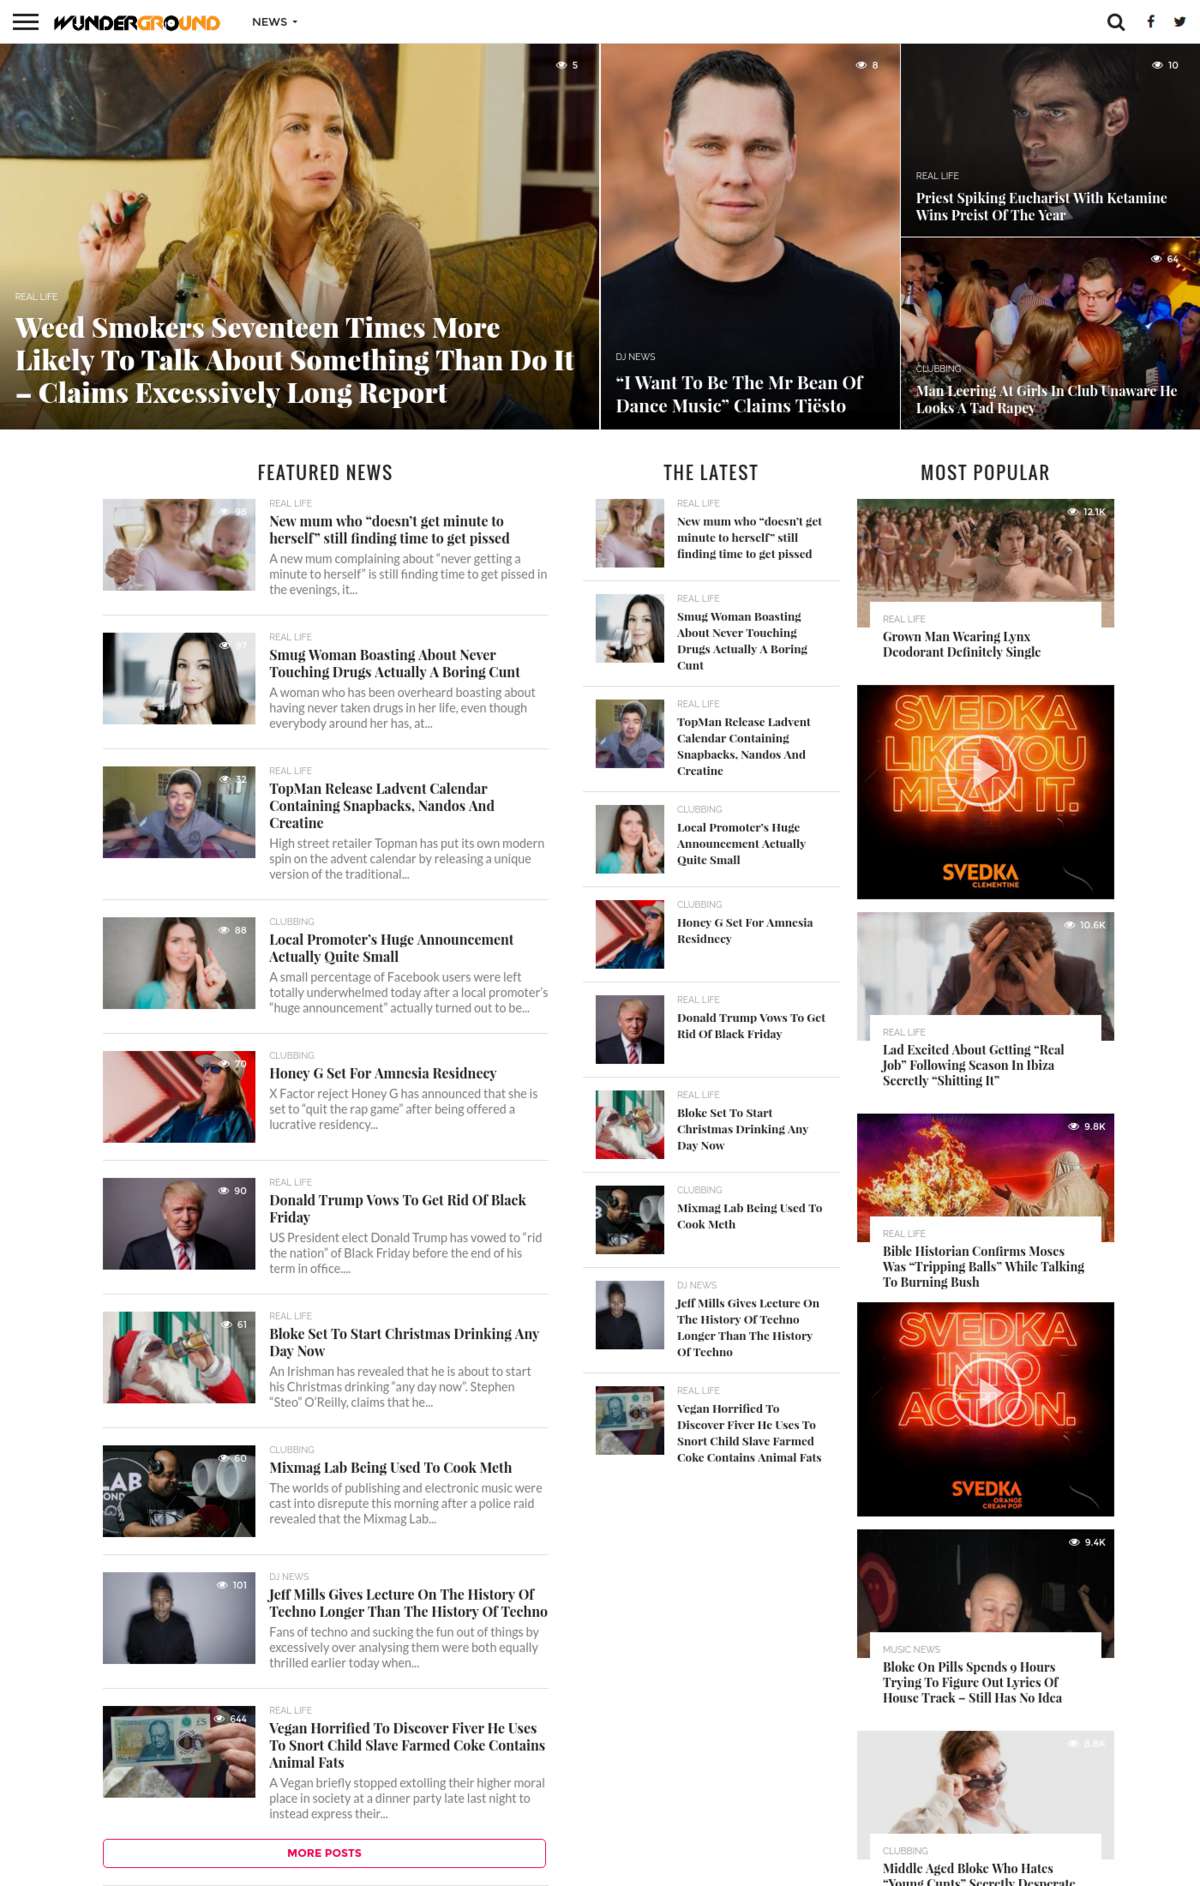 WUNDERGROUND
NEWS
5
REAL LIFE
Weed Smokers Seventeen Times More
Likely To Talk About Something Than Do It
– Claims Excessively Long Report
8
DJ NEWS
“I Want To Be The Mr Bean Of
Dance Music” Claims Tiësto
10
REAL LIFE
Priest Spiking Eucharist With Ketamine
Wins Preist Of The Year
64
CLUBBING
Man Leering At Girls In Club Unaware He
Looks A Tad Rapey
FEATURED NEWS
98
REAL LIFE
New mum who “doesn’t get minute to
herself” still finding time to get pissed
A new mum complaining about “never getting a
minute to herself” is still finding time to get pissed in
the evenings, it...
97
REAL LIFE
Smug Woman Boasting About Never
Touching Drugs Actually A Boring Cunt
A woman who has been overheard boasting about
having never taken drugs in her life, even though
everybody around her has, at...
32
REAL LIFE
TopMan Release Ladvent Calendar
Containing Snapbacks, Nandos And
Creatine
High street retailer Topman has put its own modern
spin on the advent calendar by releasing a unique
version of the traditional...
88
CLUBBING
Local Promoter’s Huge Announcement
Actually Quite Small
A small percentage of Facebook users were left
totally underwhelmed today after a local promoter’s
“huge announcement” actually turned out to be...
70
CLUBBING
Honey G Set For Amnesia Residnecy
X Factor reject Honey G has announced that she is
set to “quit the rap game” after being offered a
lucrative residency...
90
REAL LIFE
Donald Trump Vows To Get Rid Of Black
Friday
US President elect Donald Trump has vowed to “rid
the nation” of Black Friday before the end of his
term in office....
61
REAL LIFE
Bloke Set To Start Christmas Drinking Any
Day Now
An Irishman has revealed that he is about to start
his Christmas drinking “any day now”. Stephen
“Steo” O’Reilly, claims that he...
60
LAB
CLUBBING
Mixmag Lab Being Used To Cook Meth
The worlds of publishing and electronic music were
cast into disrepute this morning after a police raid
revealed that the Mixmag Lab...
101
DJ NEWS
Jeff Mills Gives Lecture On The History Of
Techno Longer Than The History Of Techno
Fans of techno and sucking the fun out of things by
excessively over analysing them were both equally
thrilled earlier today when...
644
REAL LIFE
Vegan Horrified To Discover Fiver He Uses
To Snort Child Slave Farmed Coke Contains
Animal Fats
A Vegan briefly stopped extolling their higher moral
place in society at a dinner party late last night to
instead express their...
MORE POSTS
THE LATEST
REAL LIFE
New mum who “doesn’t get
minute to herself” still
finding time to get pissed
REAL LIFE
Smug Woman Boasting
About Never Touching
Drugs Actually A Boring
Cunt
REAL LIFE
TopMan Release Ladvent
Calendar Containing
Snapbacks, Nandos And
Creatine
CLUBBING
Local Promoter’s Huge
Announcement Actually
Quite Small
CLUBBING
Honey G Set For Amnesia
Residnecy
REAL LIFE
Donald Trump Vows To Get
Rid Of Black Friday
REAL LIFE
Bloke Set To Start
Christmas Drinking Any
Day Now
CLUBBING
Mixmag Lab Being Used To
Cook Meth
DJ NEWS
Jeff Mills Gives Lecture On
The History Of Techno
Longer Than The History
Of Techno
REAL LIFE
Vegan Horrified To
Discover Fiver He Uses To
Snort Child Slave Farmed
Coke Contains Animal Fats
MOST POPULAR
12.1K
REAL LIFE
Grown Man Wearing Lynx
Deodorant Definitely Single
SVEDKA
LIKE YOU
MEAN IT.
SVEDKA
CLEMENTINE
10.6K
REAL LIFE
Lad Excited About Getting “Real
Job” Following Season In Ibiza
Secretly “Shitting It”
9.8K
REAL LIFE
Bible Historian Confirms Moses
Was “Tripping Balls” While Talking
To Burning Bush
SVEDKA
INTO
ACTION.
SVEDKA
ORANGE
CREAM POP
9.4K
MUSIC NEWS
Bloke On Pills Spends 9 Hours
Trying To Figure Out Lyrics Of
House Track – Still Has No Idea
8.8K
CLUBBING
Middle Aged Bloke Who Hates
“Young Cunts” Secretly Desperate